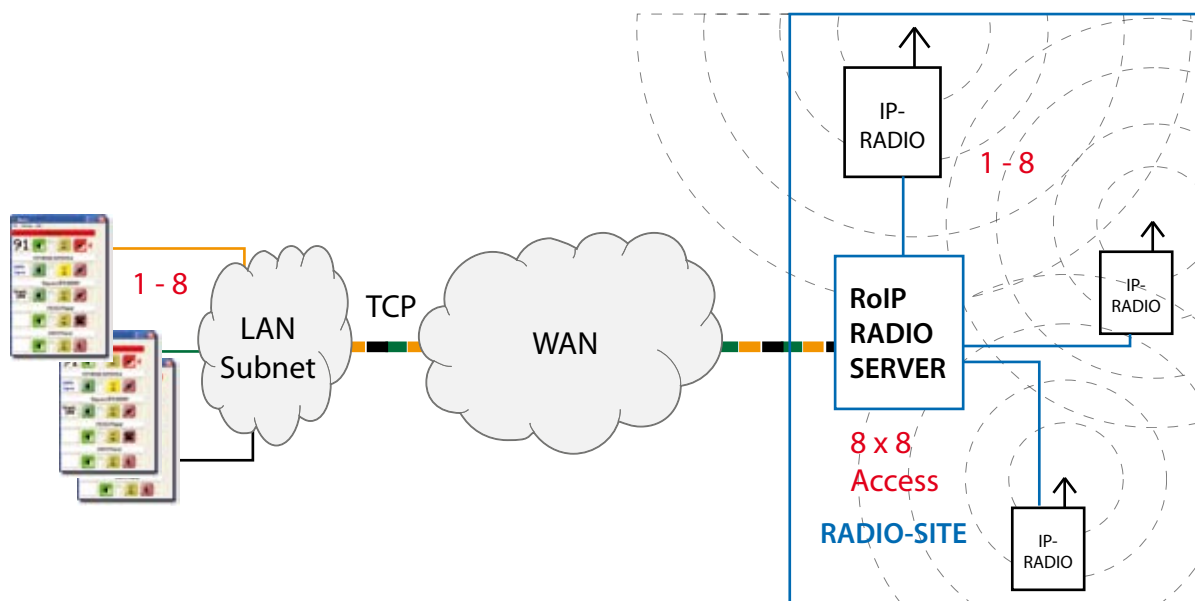 IP-
RADIO
1 - 8
91
1 - 8
LAN
Subnet
TCP
WAN
RoIP
RADIO
SERVER
IP-
RADIO
8 x 8
Access
RADIO-SITE
IP-
RADIO